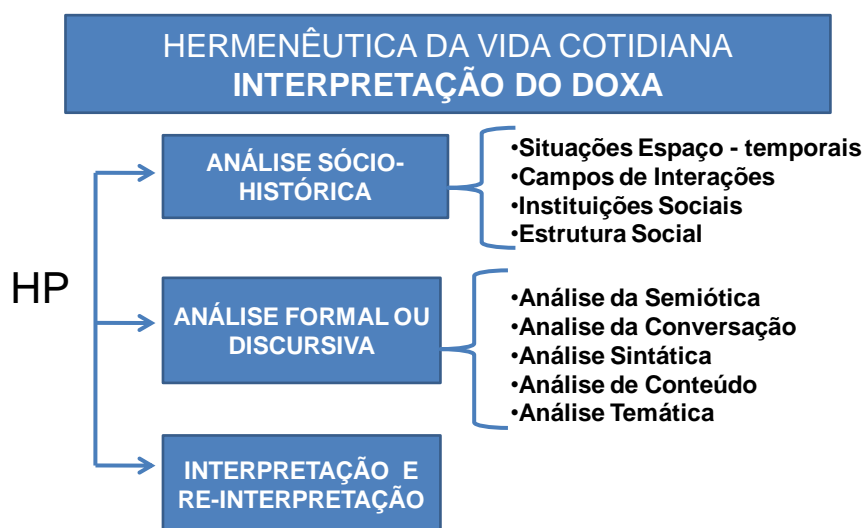 HERMENÊUTICA DA VIDA COTIDIANA
INTERPRETAÇÃO DO DOXA
ANÁLISE SÓCIO-
HISTÓRICA
•Situações Espaço - temporais
•Campos de Interações
•Instituições Sociais
•Estrutura Social
HP
ANÁLISE FORMAL OU
DISCURSIVA
•Análise da Semiótica
•Analise da Conversação
•Análise Sintática
•Análise de Conteúdo
•Análise Temática
INTERPRETAÇÃO E
RE-INTERPRETAÇÃO